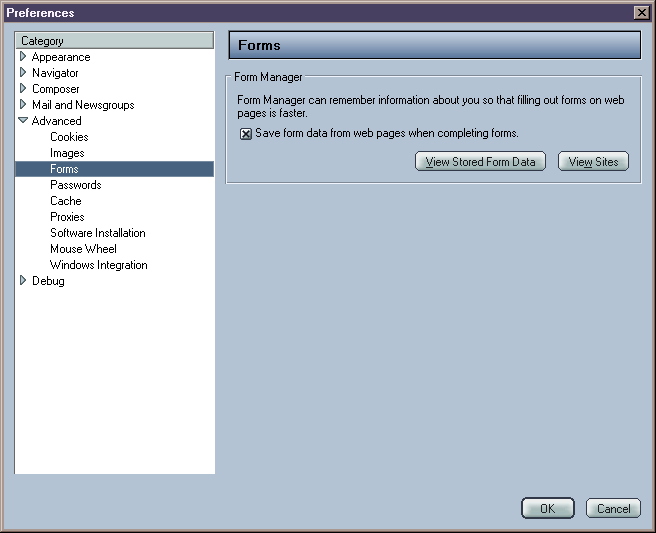 Preferences
Category
Appearance
Navigator
Composer
Mail and Newsgroups
Advanced
Cookies
Images
Forms
Passwords
Cache
Proxies
Software Installation
Mouse Wheel
Windows Integration
Debug
Forms
Form Manager
Form Manager can remember information about you so that filling out forms on web
pages is faster.
Save form data from web pages when completing forms.
View Stored Form Data View Sites
OK Cancel